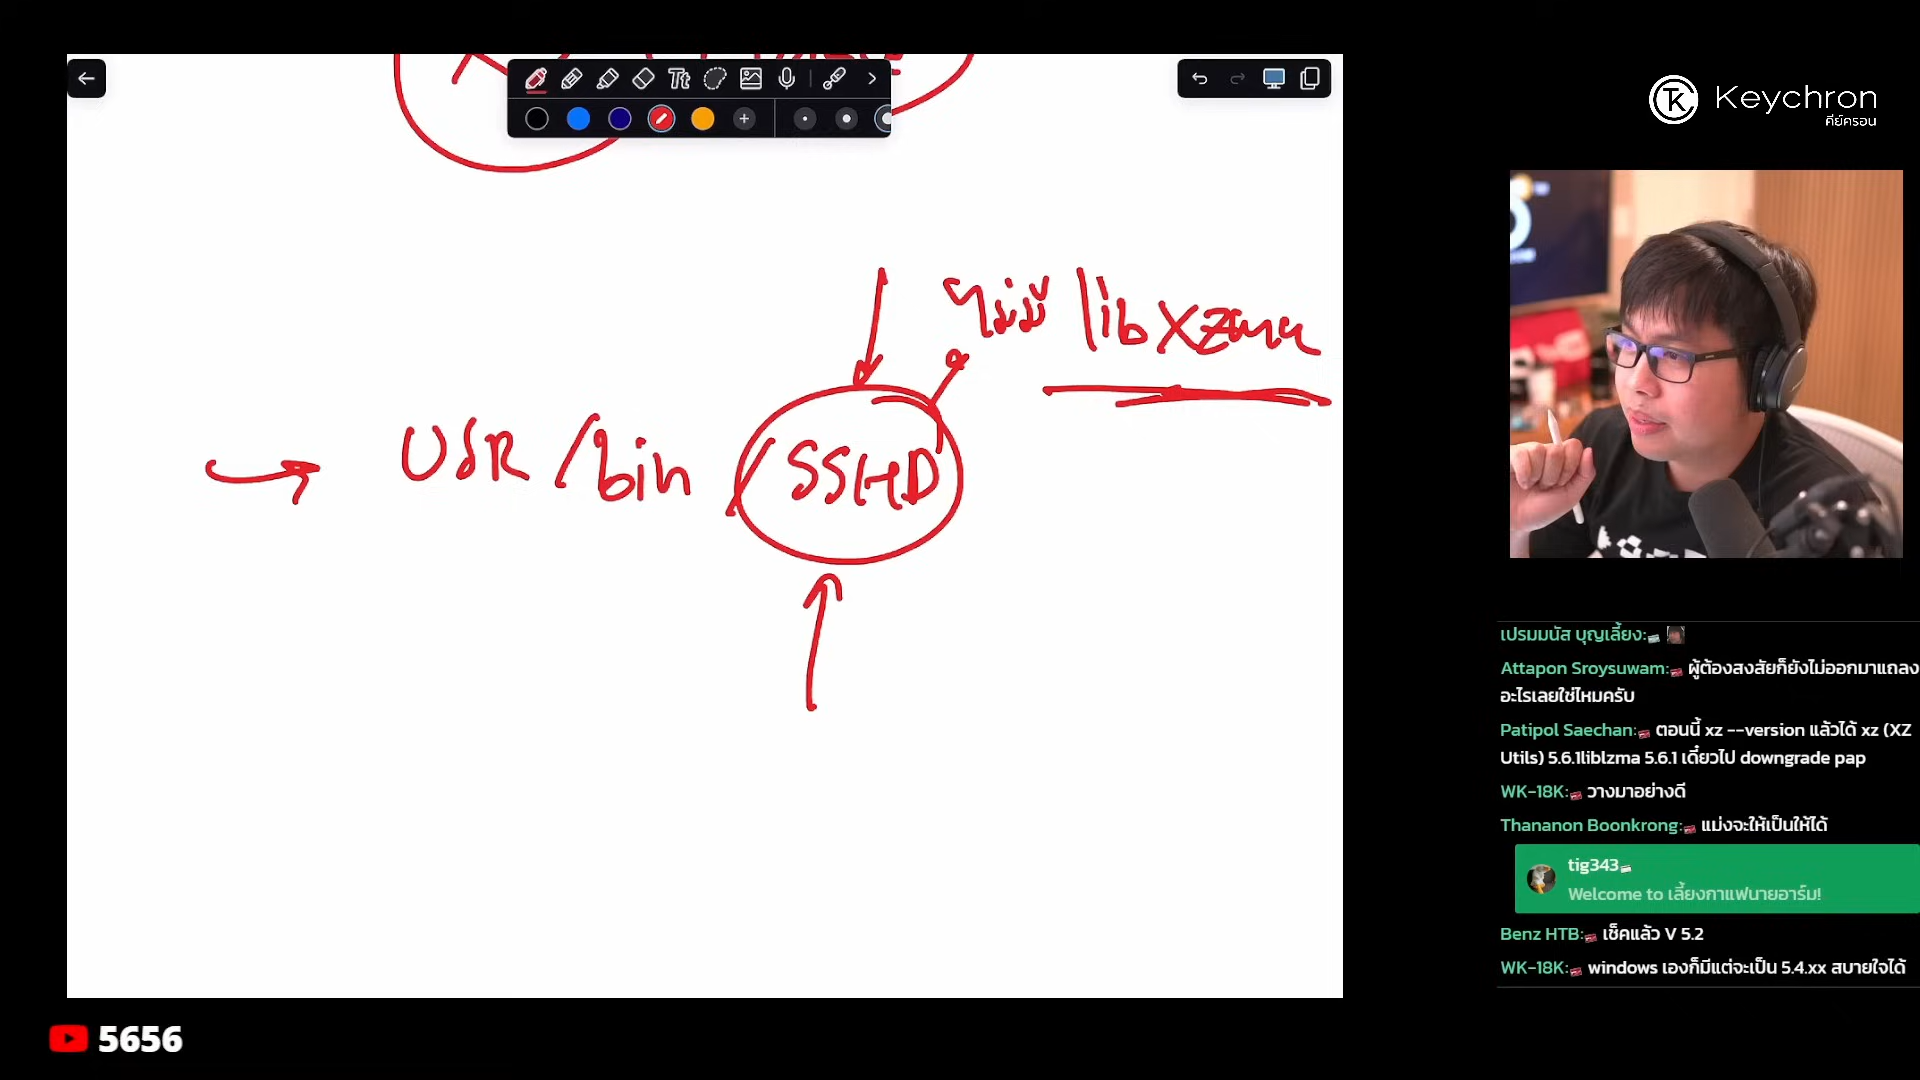 Tt
Keychron
คีย์ครอน
ไม่มี libxzma
USR /bin /SSHD
เปรมมนัส บุญเลี้ยง:
Attapon Sroysuwam: ผู้ต้องสงสัยก็ยังไม่ออกมาแถลง
อะไรเลยใช่ไหมครับ
Patipol Saechan: ตอนนี้ xz --version แล้วได้ xz (XZ
Utils) 5.6.1liblzma 5.6.1 เดี๋ยวไป downgrade pap
WK-18K: วางมาอย่างดี
Thananon Boonkrong: แม่งจะให้เป็นให้ได้
tig343
Welcome to เลี้ยงกาแฟนายอาร์ม!
Benz HTB: เช็คแล้ว V 5.2
WK-18K: windows เองก็มีแต่จะเป็น 5.4.xx สบายใจได้
5656